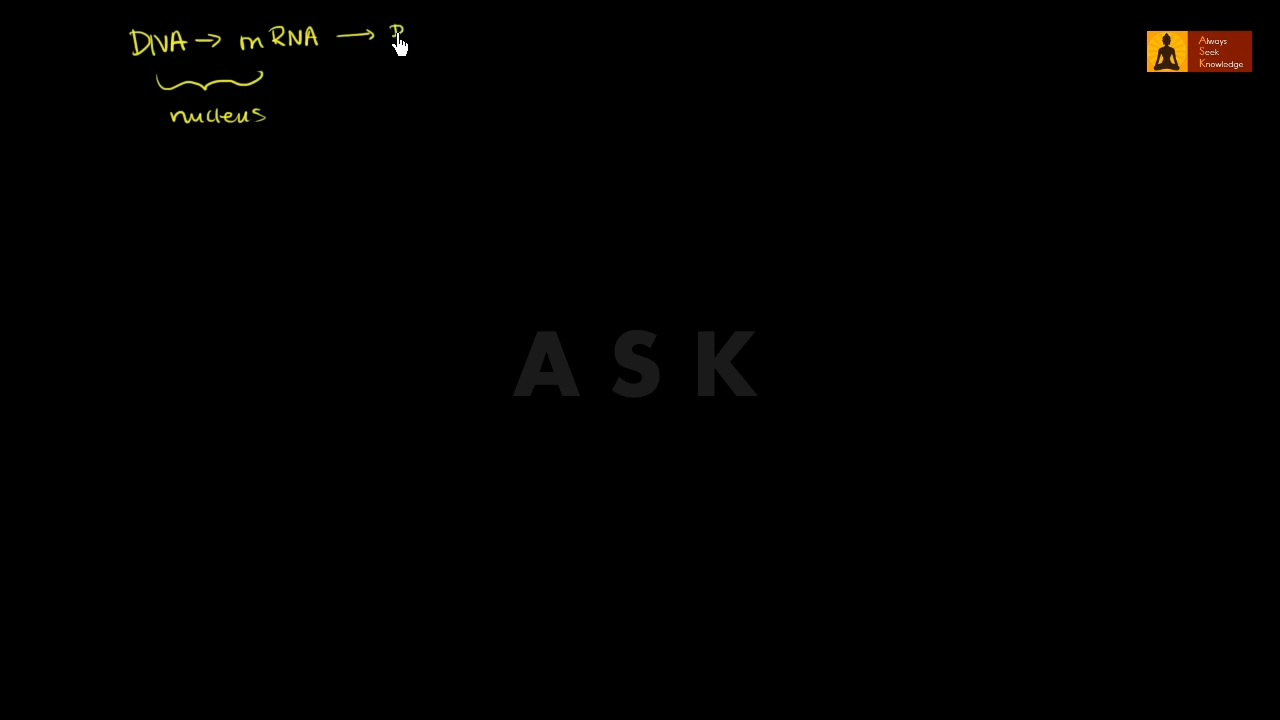 DNA → mRNA → P
nucleus
Always
Seek
Knowledge
ASK